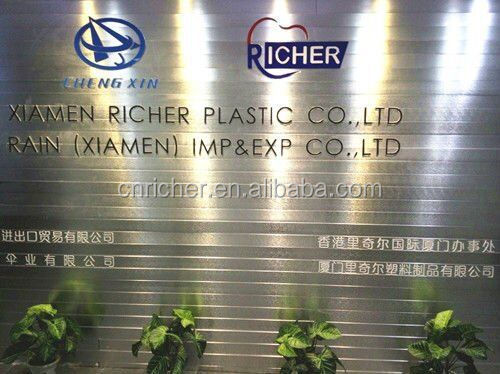 CHENG XIN
RICHER
XIAMEN RICHER PLASTIC CO.,LTD
RAIN (XIAMEN) IMP&EXP CO.,LTD
cnricher.en.alibaba.com
进出口贸易有限公司
香港里奇尔国际厦门办事处
伞业有限公司
厦门里奇尔塑料制品有限公司